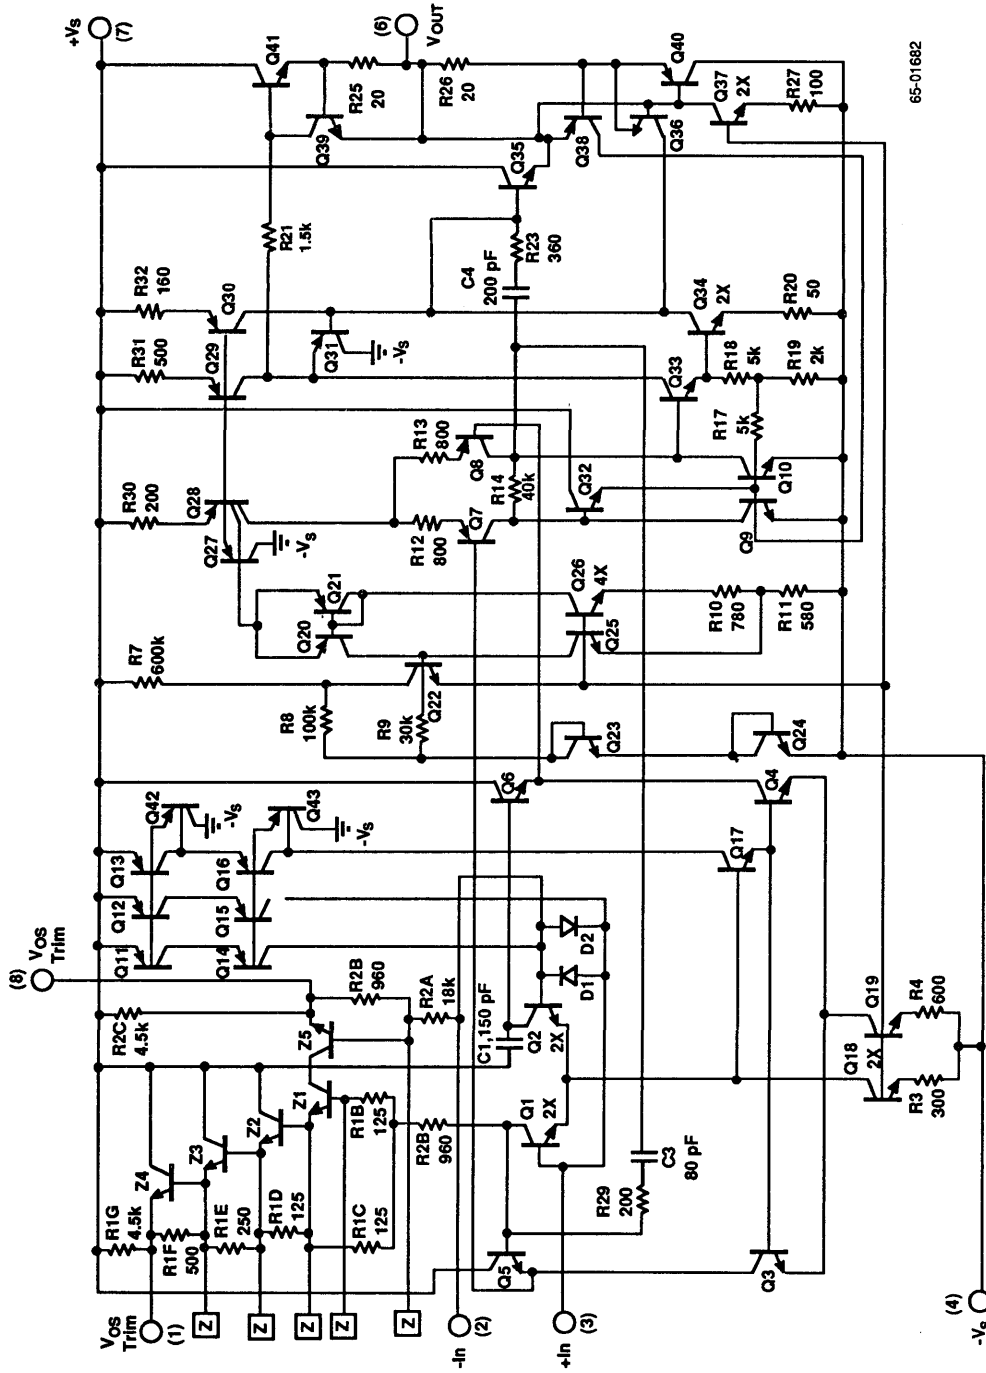 +Vs
(7)
(6)
VOUT
Q41
R25
20
R26
20
Q40
Q37
2X
R27
100
65-01682
Q39
Q38
Q36
Q35
R21
1.5k
R23
360
C4
200 pF
R32
160
Q30
R31
500
Q29
Q31
-Vs
Q34
2X
R20
50
Q33
R18
5k
R19
2k
R17
5k
R30
200
Q28
Q27
-Vs
R13
800
Q8
R14
40k
Q32
Q10
R12
800
Q7
Q9
Q21
Q20
Q26
4X
Q25
R10
780
R11
580
R7
600k
R8
100k
R9
30k
Q22
Q23
Q24
Q42
-Vs
Q43
-Vs
Q13
Q16
Q12
Q15
Q11
Q14
Q6
Q4
Q17
D2
D1
(8)
VOS
Trim
R2C
4.5k
R2B
960
R2A
18k
Z5
C1,150 pF
Q2
2X
Q19
R4
600
Q18
2X
R3
300
Z1
Z2
Z3
Z4
R1B
125
R2B
960
Q1
2X
C3
80 pF
R29
200
R1G
4.5k
R1F
500
R1E
250
R1D
125
R1C
125
Q5
Q3
VOS
Trim
(1)
Z
Z
Z
Z
Z
-In
(2)
+In
(3)
(4)
-Vs